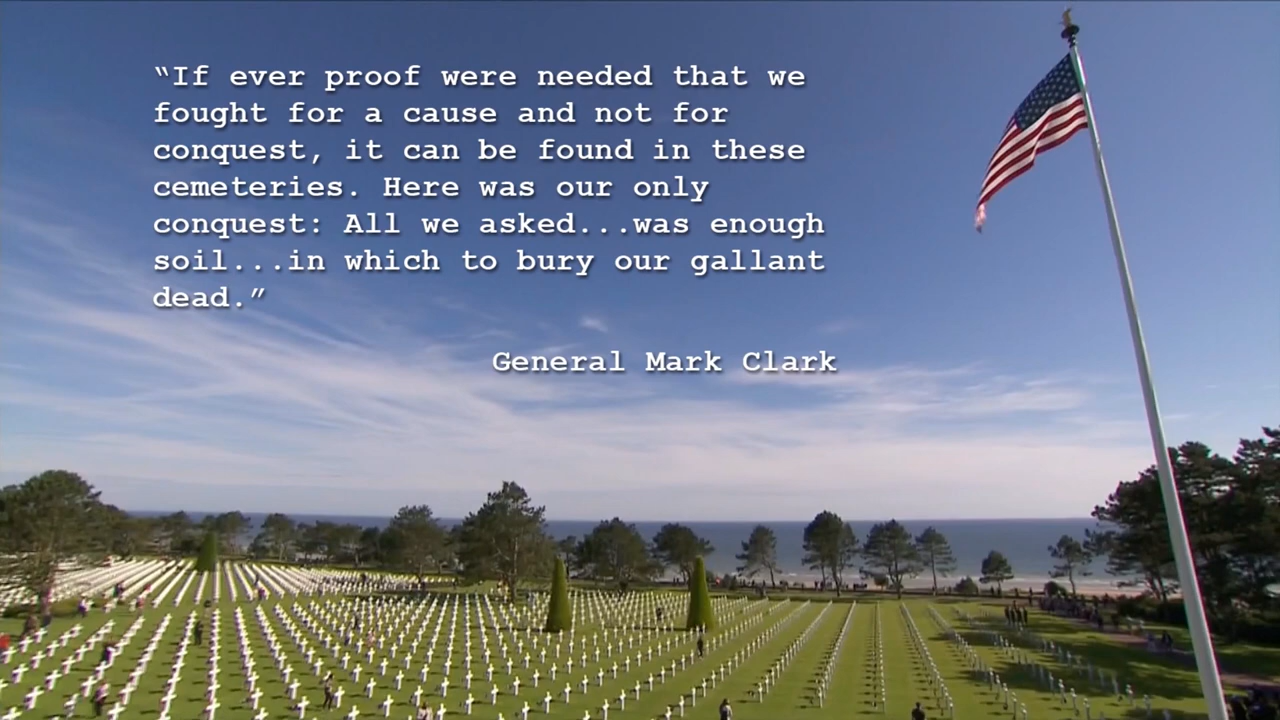 “If ever proof were needed that we
fought for a cause and not for
conquest, it can be found in these
cemeteries. Here was our only
conquest: All we asked...was enough
soil...in which to bury our gallant
dead.”
General Mark Clark